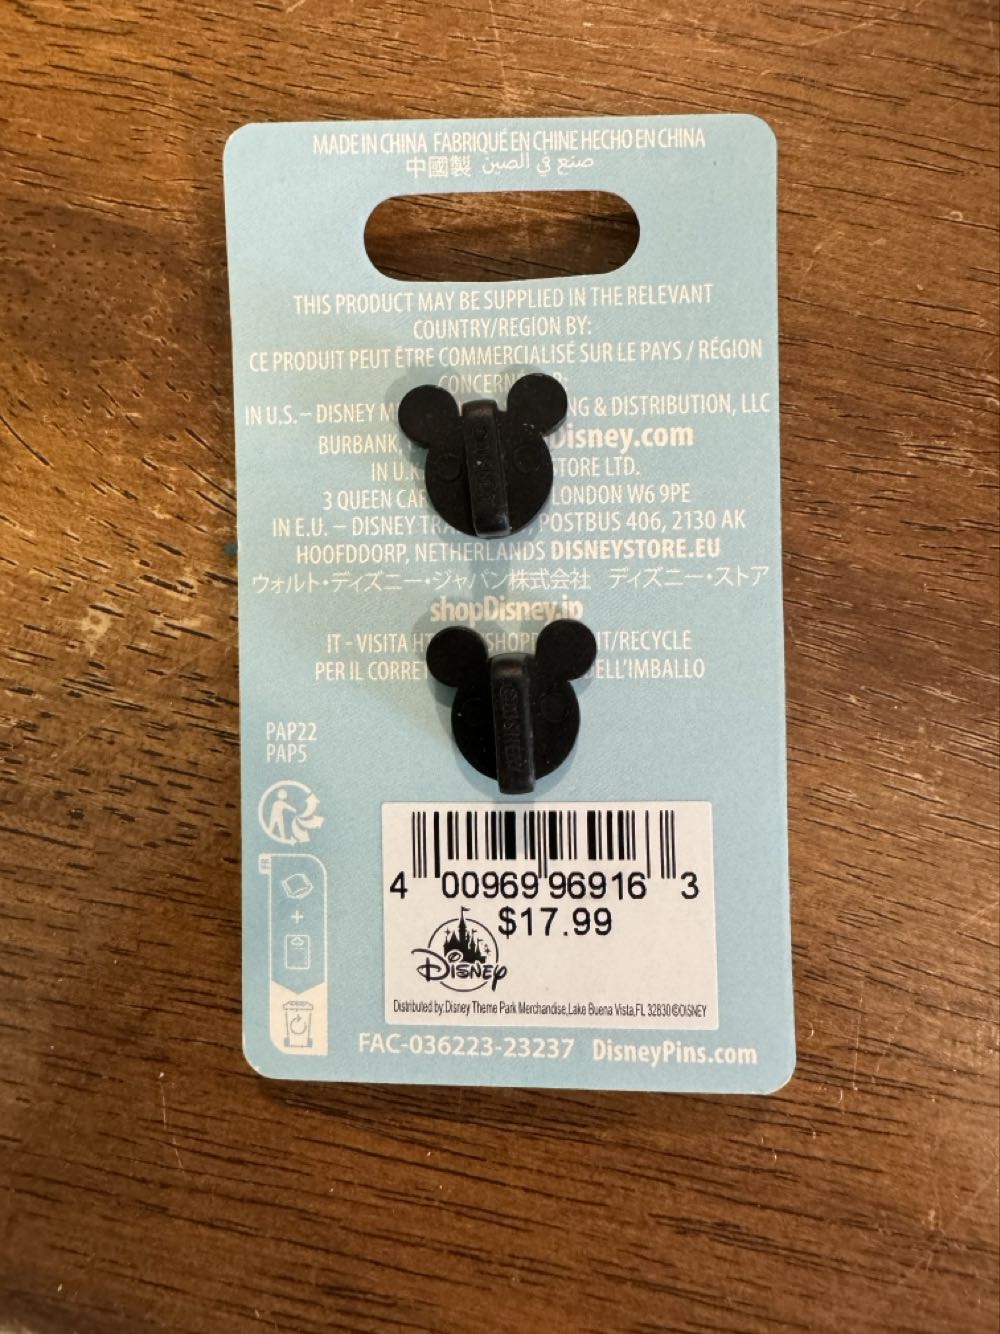 MADE IN CHINA FABRIQUÉ EN CHINE HECHO EN CHINA
中國製 صنع في الصين
THIS PRODUCT MAY BE SUPPLIED IN THE RELEVANT
COUNTRY/REGION BY:
CE PRODUIT PEUT ÊTRE COMMERCIALISÉ SUR LE PAYS / RÉGION
IN U.S.– DISNEY & DISTRIBUTION, LLC
BURBANK, Disney.com
IN LTD.
3 QUEEN LONDON W6 9PE
IN E.U. – DISNEY POSTBUS 406, 2130 AK
HOOFDDORP, NETHERLANDS DISNEYSTORE.EU
ウォルト・ディズニー・ジャパン株式会社 ディズニー・ストア
shopDisney.jp
IT - VISITA IT/RECYCLE
PER IL DELL'IMBALLO
PAP22
PAP5
FR
+
4 00969 96916 3
$17.99
Disney
Distributed by: Disney Theme Park Merchandise, Lake Buena Vista, FL 32830 ©DISNEY
FAC-036223-23237 DisneyPins.com